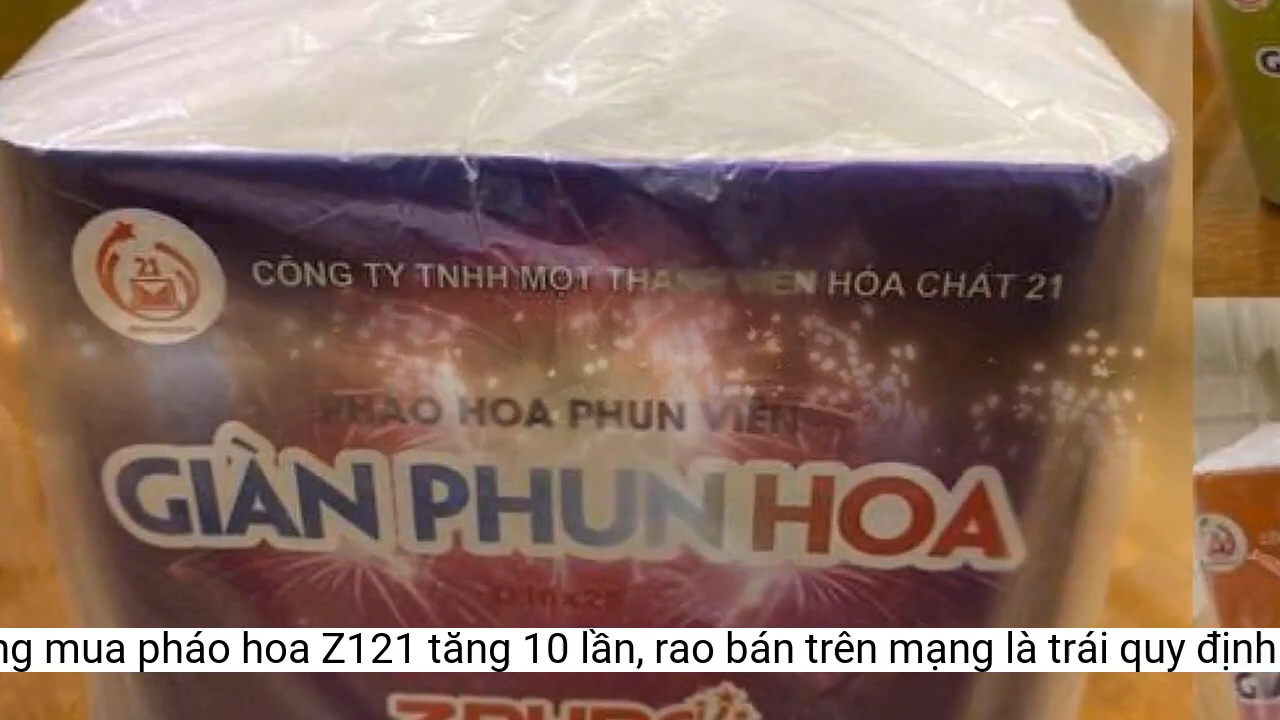 21
CÔNG TY TNHH MỘT THÀNH VIÊN HÓA CHẤT 21
PHÁO HOA PHUN VIÊN
GIÀN PHUN HOA
mua pháo hoa Z121 tăng 10 lần, rao bán trên mạng là trái quy định